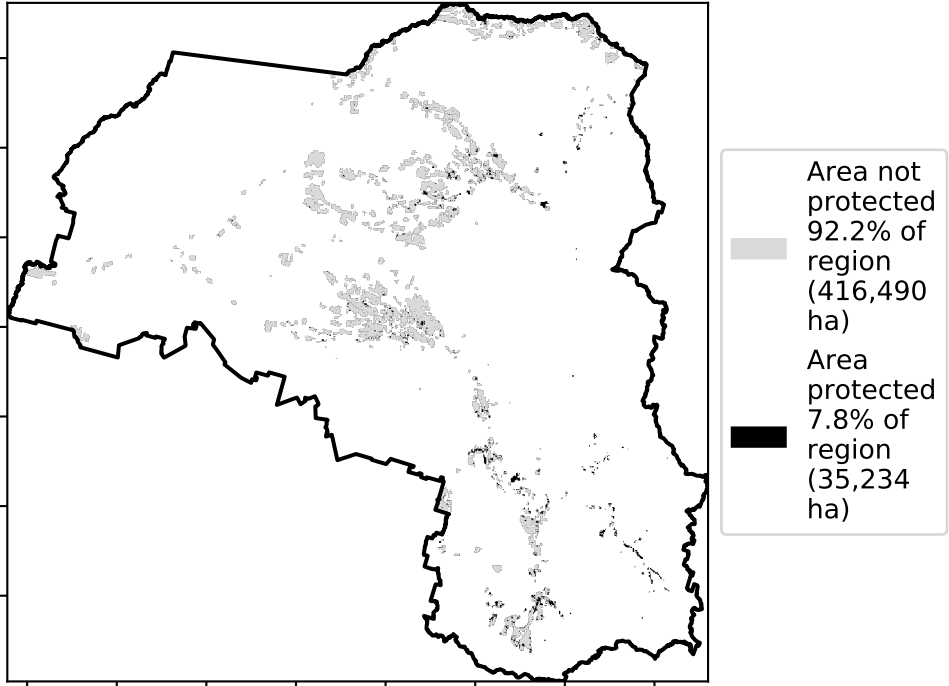 Area not
protected
92.2% of
region
(416,490
ha)
Area
protected
7.8% of
region
(35,234
ha)